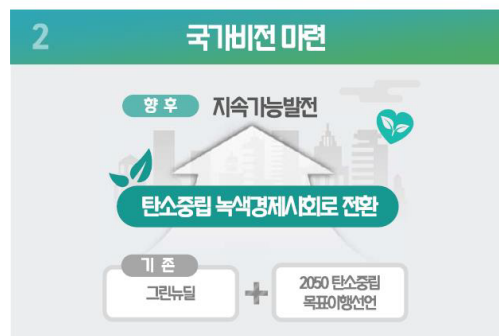 2
국가비전 마련
향후 지속가능발전
탄소중립 녹색경제사회로 전환
기존
그린뉴딜 + 2050 탄소중립
목표이행선언